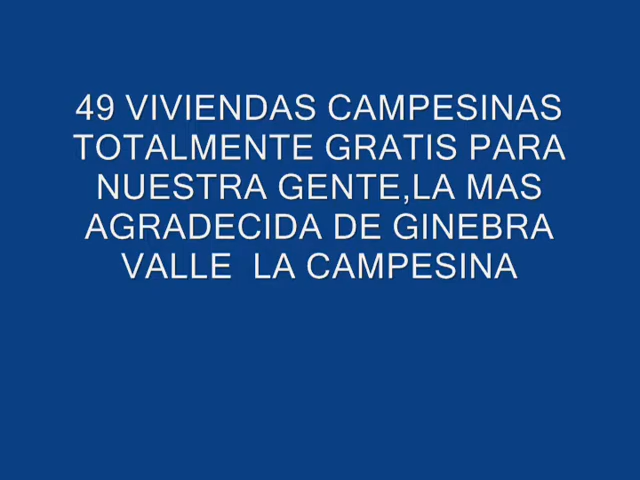 49 VIVIENDAS CAMPESINAS
TOTALMENTE GRATIS PARA
NUESTRA GENTE,LA MAS
AGRADECIDA DE GINEBRA
VALLE  LA CAMPESINA